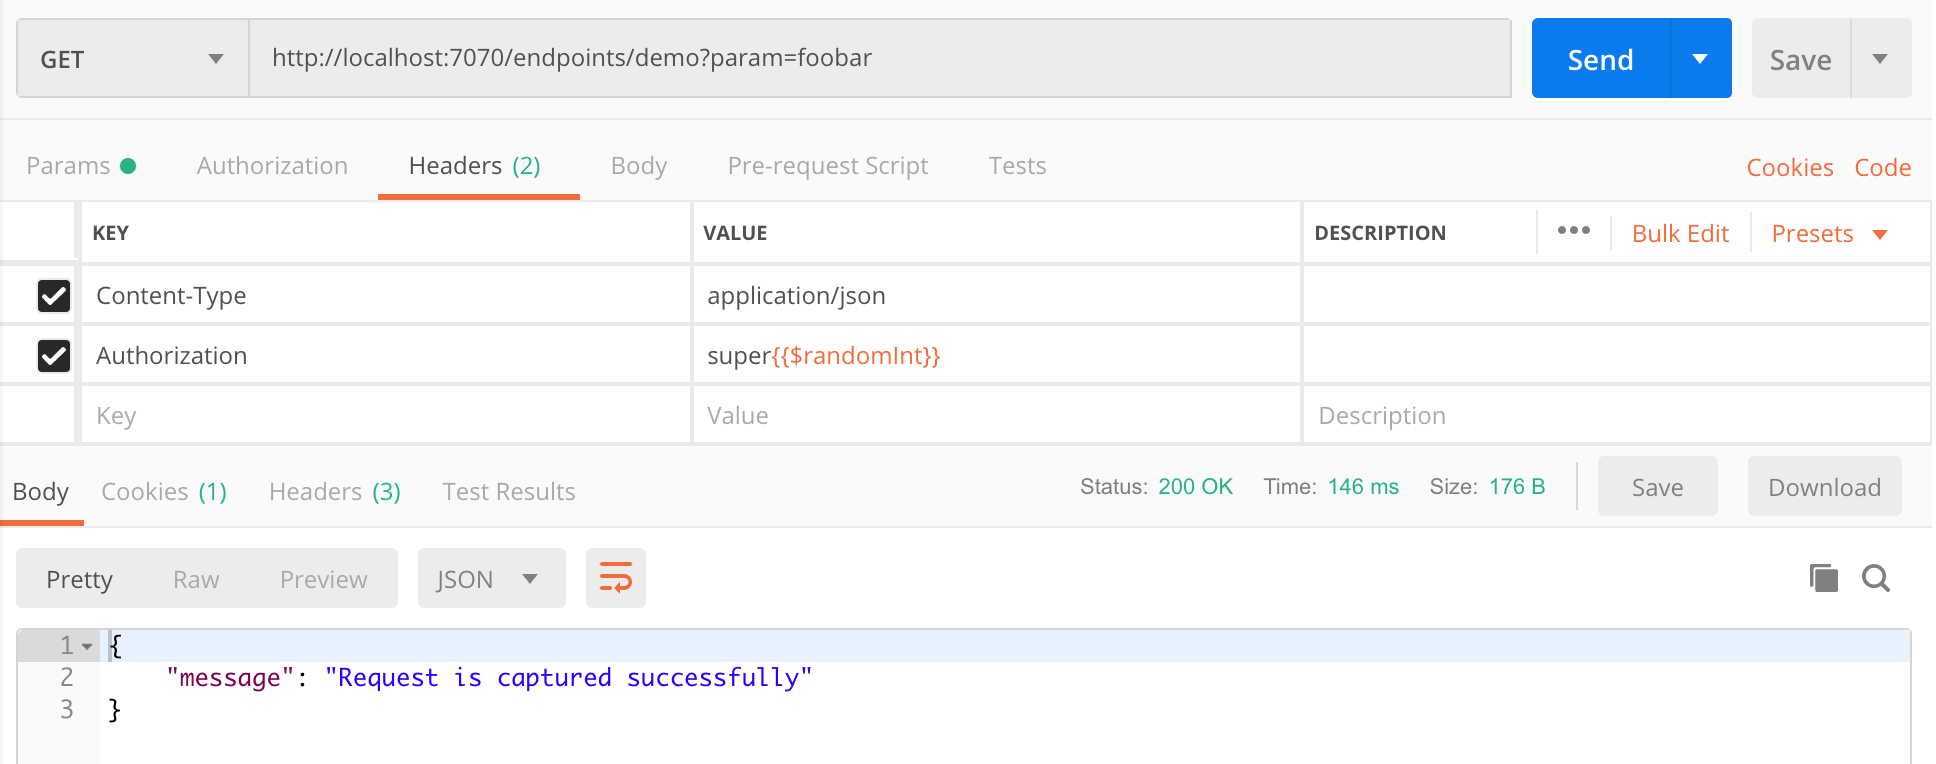 GET http://localhost:7070/endpoints/demo?param=foobar Send Save
Params Authorization Headers (2) Body Pre-request Script Tests Cookies Code
KEY VALUE DESCRIPTION ••• Bulk Edit Presets
Content-Type application/json
Authorization super{{$randomInt}}
Key Value Description
Body Cookies (1) Headers (3) Test Results Status: 200 OK Time: 146 ms Size: 176 B Save Download
Pretty Raw Preview JSON
1 {
2 "message": "Request is captured successfully"
3 }